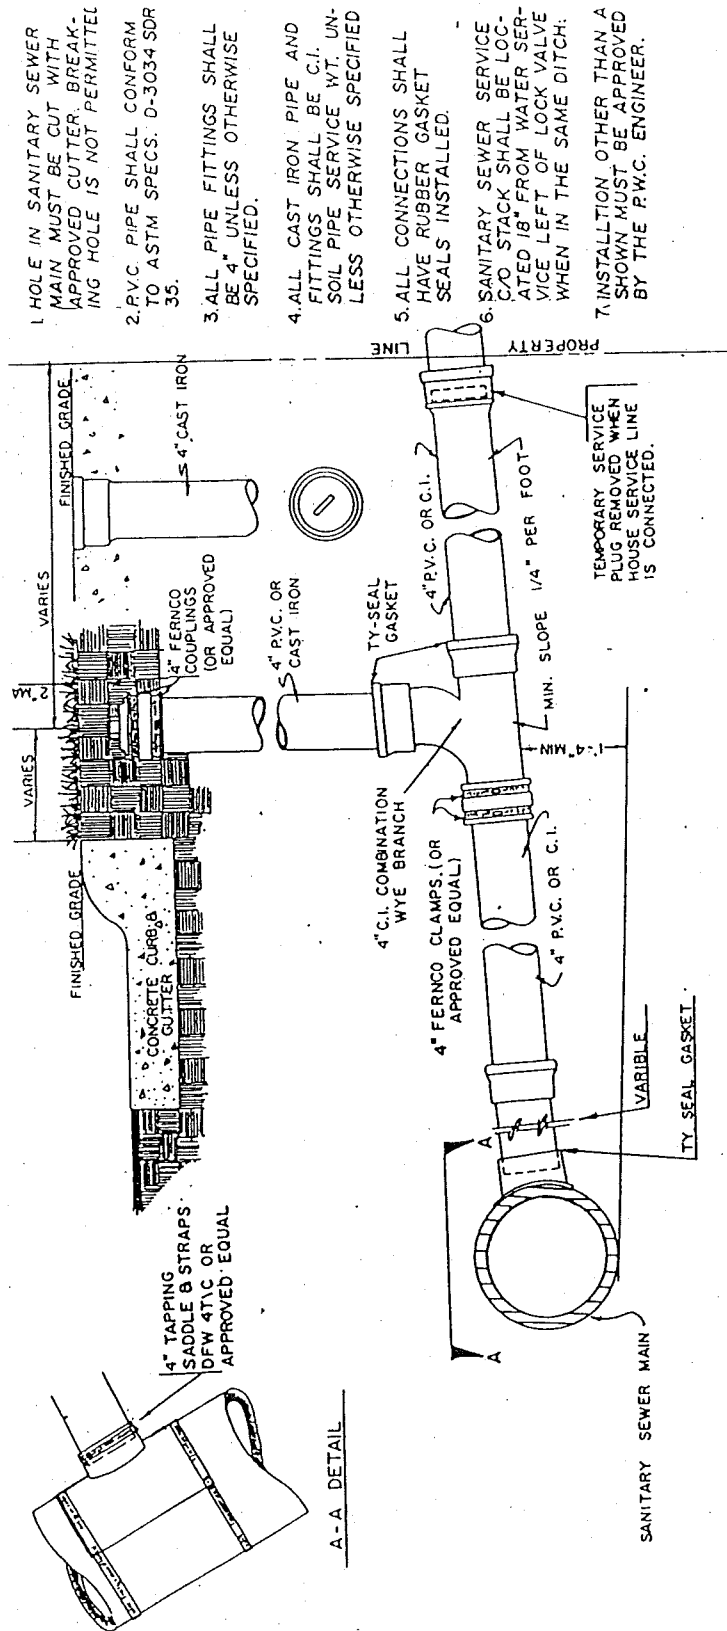 1. HOLE IN SANITARY SEWER
MAIN MUST BE CUT WITH
APPROVED CUTTER. BREAK-
ING HOLE IS NOT PERMITTED
2. P.V.C. PIPE SHALL CONFORM
TO ASTM SPECS. D-3034 SDR
35.
3. ALL PIPE FITTINGS SHALL
BE 4" UNLESS OTHERWISE
SPECIFIED.
4. ALL CAST IRON PIPE AND
FITTINGS SHALL BE C.I.
SOIL PIPE SERVICE WT. UN-
LESS OTHERWISE SPECIFIED
5. ALL CONNECTIONS SHALL
HAVE RUBBER GASKET
SEALS INSTALLED.
6. SANITARY SEWER SERVICE
C/O STACK SHALL BE LOC-
ATED 18" FROM WATER SER-
VICE LEFT OF LOCK VALVE
WHEN IN THE SAME DITCH.
7. INSTALLTION OTHER THAN A
SHOWN MUST BE APPROVED
BY THE P.W.C. ENGINEER.
PROPERTY
LINE
FINISHED GRADE
4" CAST IRON
VARIES
2" MA
VARIES
FINISHED GRADE
CONCRETE CURB &
GUTTER
4" FERNCO
COUPLINGS
(OR APPROVED
EQUAL)
4" P.V.C. OR
CAST IRON
TY-SEAL
GASKET
4" P.V.C. OR C.I.
MIN. SLOPE 1/4" PER FOOT
TEMPORARY SERVICE
PLUG REMOVED WHEN
HOUSE SERVICE LINE
IS CONNECTED.
1'-4" MIN
4" C.I. COMBINATION
WYE BRANCH
4" FERNCO CLAMPS. (OR
APPROVED EQUAL)
4" P.V.C. OR C.I.
VARIBLE
TY SEAL GASKET
A
A
SANITARY SEWER MAIN
4" TAPPING
SADDLE & STRAPS
DFW 4T\C OR
APPROVED EQUAL
A-A DETAIL